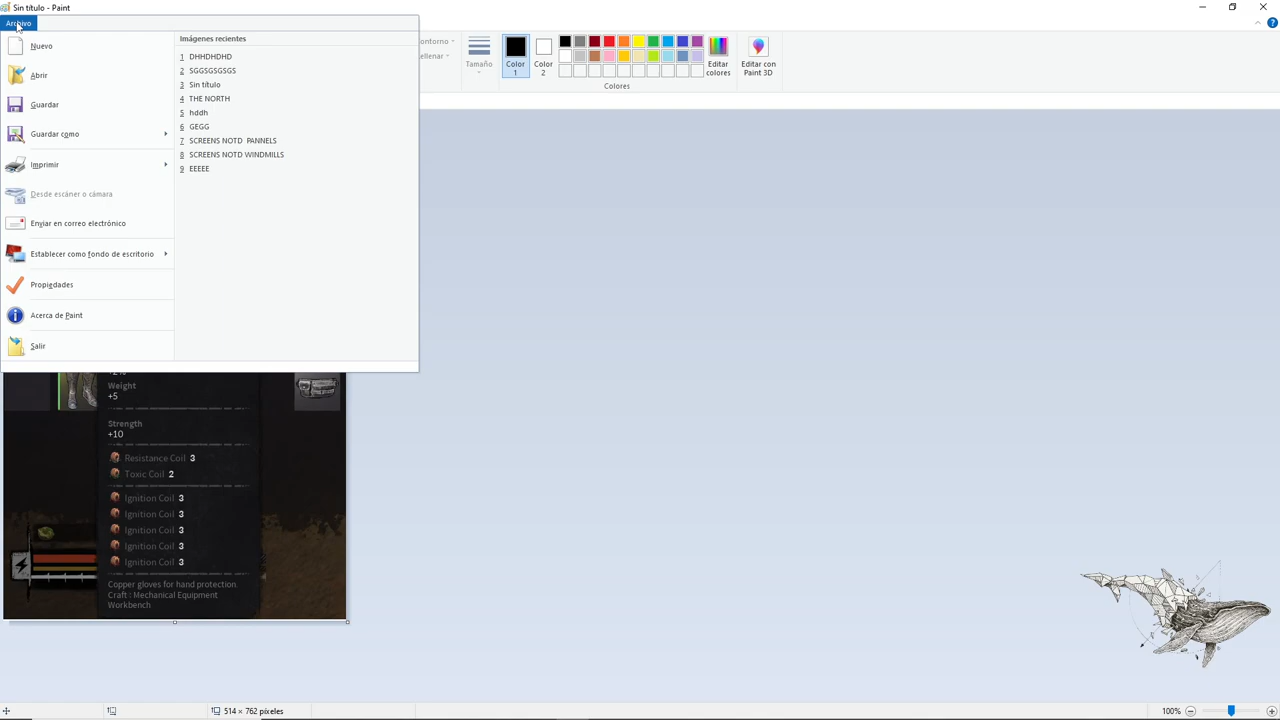 Sin título - Paint
Archivo
Nuevo
Abrir
Guardar
Guardar como
Imprimir
Desde escáner o cámara
Enviar en correo electrónico
Establecer como fondo de escritorio
Propiedades
Acerca de Paint
Salir
Imágenes recientes
1 DHHDHDHD
2 SGGSGSGSGS
3 Sin título
4 THE NORTH
5 hddh
6 GEGG
7 SCREENS NOTD PANNELS
8 SCREENS NOTD WINDMILLS
9 EEEEE
ontorno
ellenar
Tamaño
Color
1
Color
2
Editar
colores
Editar con
Paint 3D
Colores
Weight
+5
Strength
+10
Resistance Coil 3
Toxic Coil 2
Ignition Coil 3
Ignition Coil 3
Ignition Coil 3
Ignition Coil 3
Ignition Coil 3
Copper gloves for hand protection.
Craft : Mechanical Equipment
Workbench
514 × 762 píxeles
100%